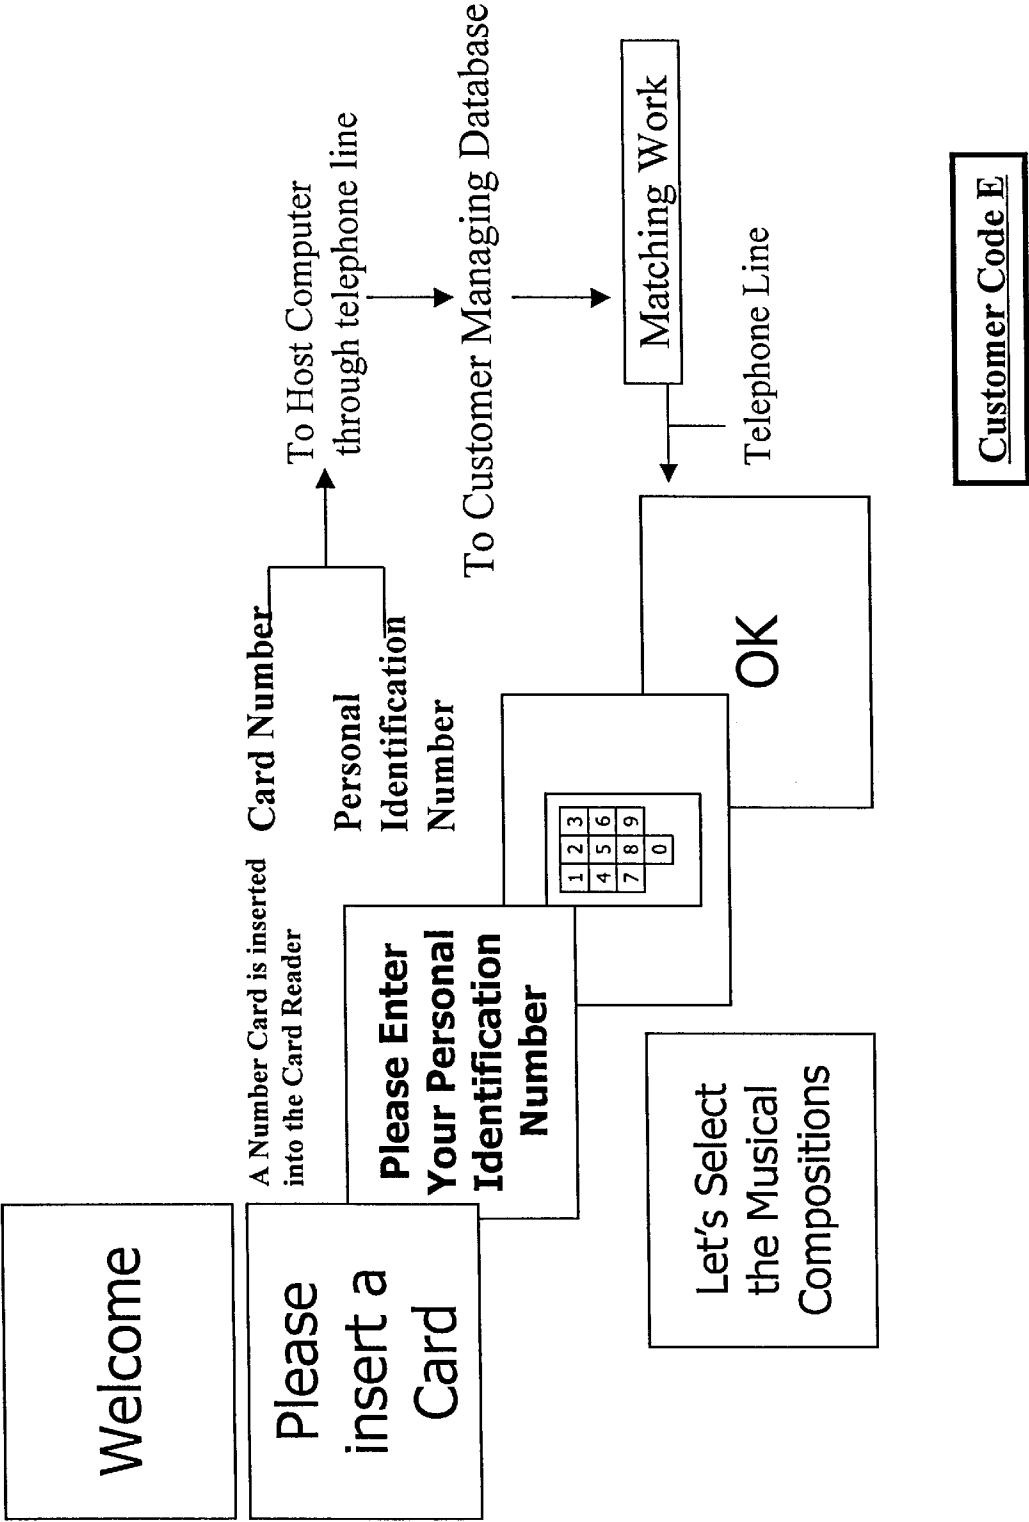 Welcome
Please
insert a
Card
A Number Card is inserted
into the Card Reader
Card Number
Personal
Identification
Number
To Host Computer
through telephone line
To Customer Managing Database
Matching Work
Telephone Line
Please Enter
Your Personal
Identification
Number
1 2 3
4 5 6
7 8 9
0
OK
Let's Select
the Musical
Compositions
Customer Code E